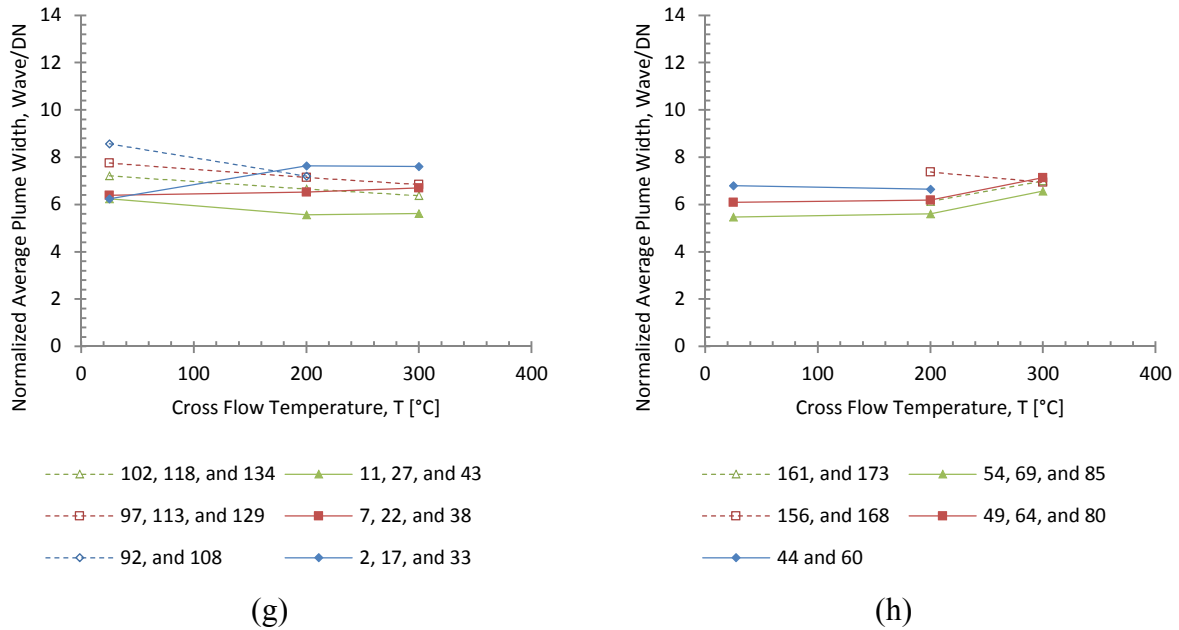 Normalized Average Plume Width, Wave/DN
14
12
10
8
6
4
2
0
0 100 200 300 400
Cross Flow Temperature, T [°C]
102, 118, and 134 11, 27, and 43
97, 113, and 129 7, 22, and 38
92, and 108 2, 17, and 33
(g)
Normalized Average Plume Width, Wave/DN
14
12
10
8
6
4
2
0
0 100 200 300 400
Cross Flow Temperature, T [°C]
161, and 173 54, 69, and 85
156, and 168 49, 64, and 80
44 and 60
(h)